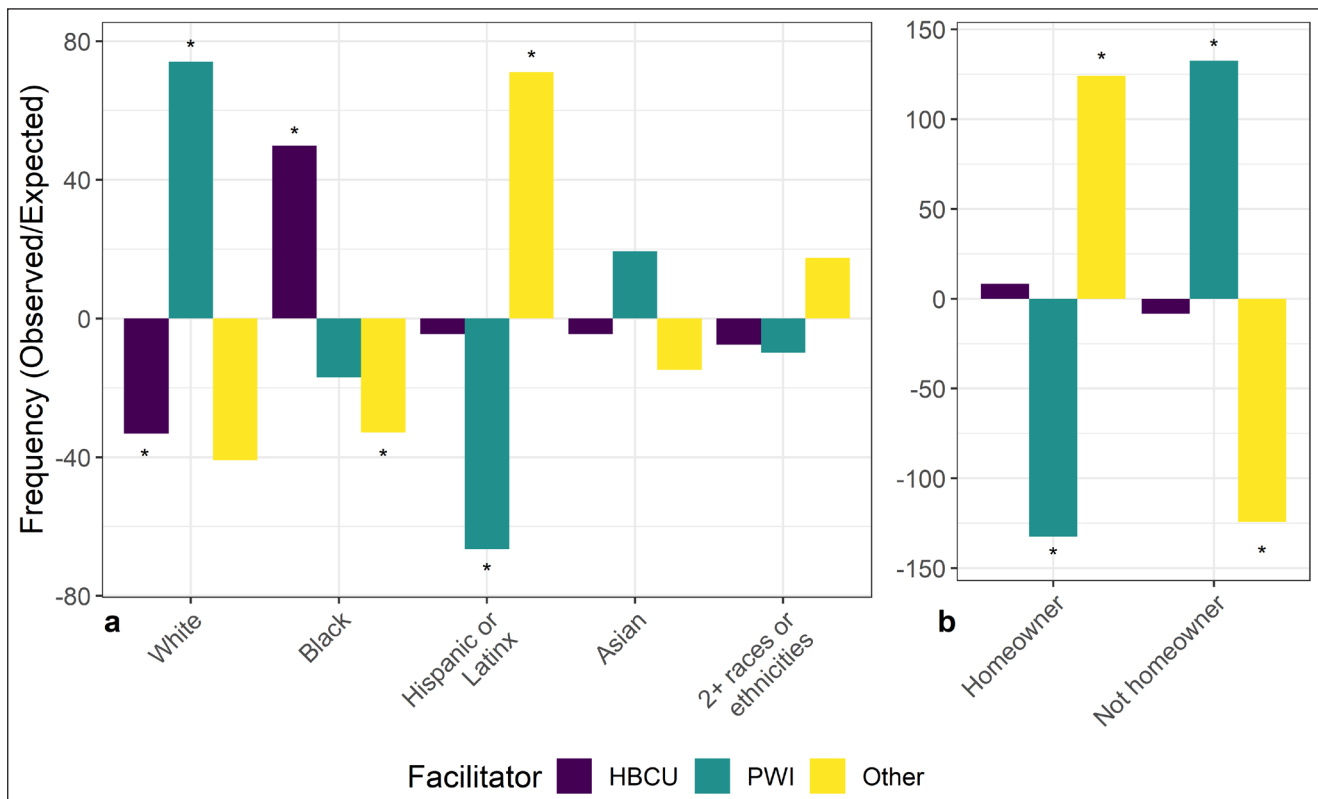 Frequency (Observed/Expected)
80
40
0
-40
-80
*
*
*
*
*
*
a
White
Black
Hispanic or
Latinx
Asian
2+ races or
ethnicities
150
100
50
0
-50
-100
-150
*
*
*
*
b
Homeowner
Not homeowner
Facilitator HBCU PWI Other